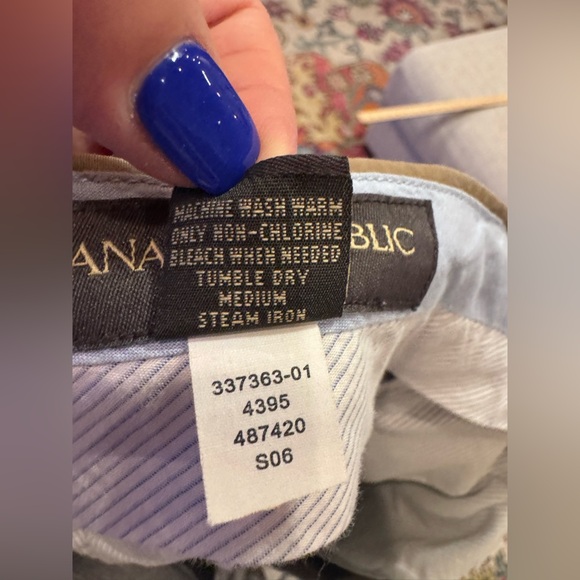 MACHINE WASH WARM
ONLY NON-CHLORINE
BLEACH WHEN NEEDED
TUMBLE DRY
MEDIUM
STEAM IRON
ANA BLIC
337363-01
4395
487420
S06